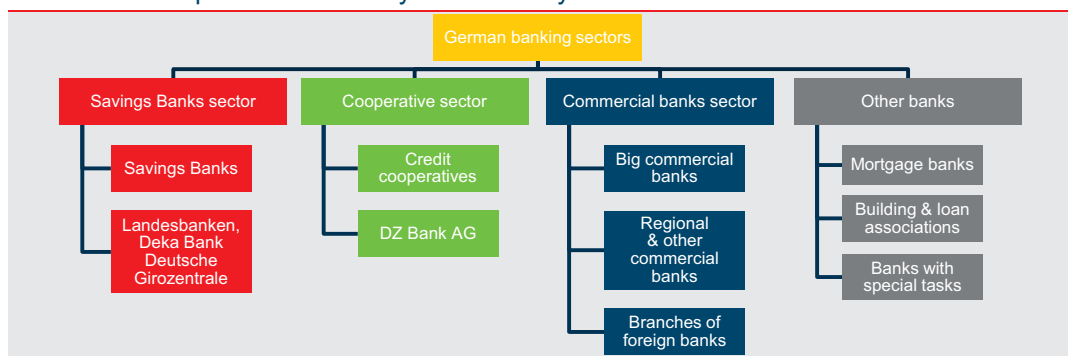 German banking sectors
Savings Banks sector
Cooperative sector
Commercial banks sector
Other banks
Savings Banks
Landesbanken,
Deka Bank
Deutsche
Girozentrale
Credit
cooperatives
DZ Bank AG
Big commercial
banks
Regional
& other
commercial
banks
Branches of
foreign banks
Mortgage banks
Building & loan
associations
Banks with
special tasks